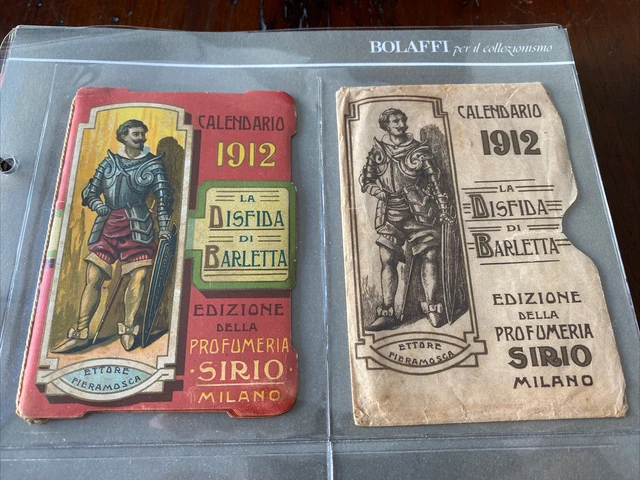 BOLAFFI per il collezionismo
CALENDARIO
1912
LA
DISFIDA
DI
BARLETTA
EDIZIONE
DELLA
PROFUMERIA
SIRIO
MILANO
ETTORE
FIERAMOSCA
CALENDARIO
1912
LA
DISFIDA
DI
BARLETTA
EDIZIONE
DELLA
PROFUMERIA
SIRIO
MILANO
ETTORE
FIERAMOSCA